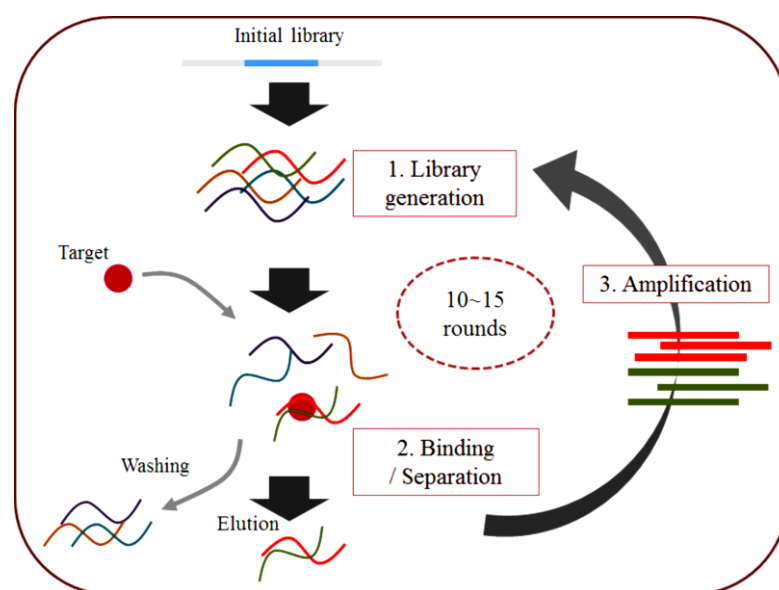 Initial library
1. Library
generation
Target
3. Amplification
10~15
rounds
2. Binding
/ Separation
Washing
Elution